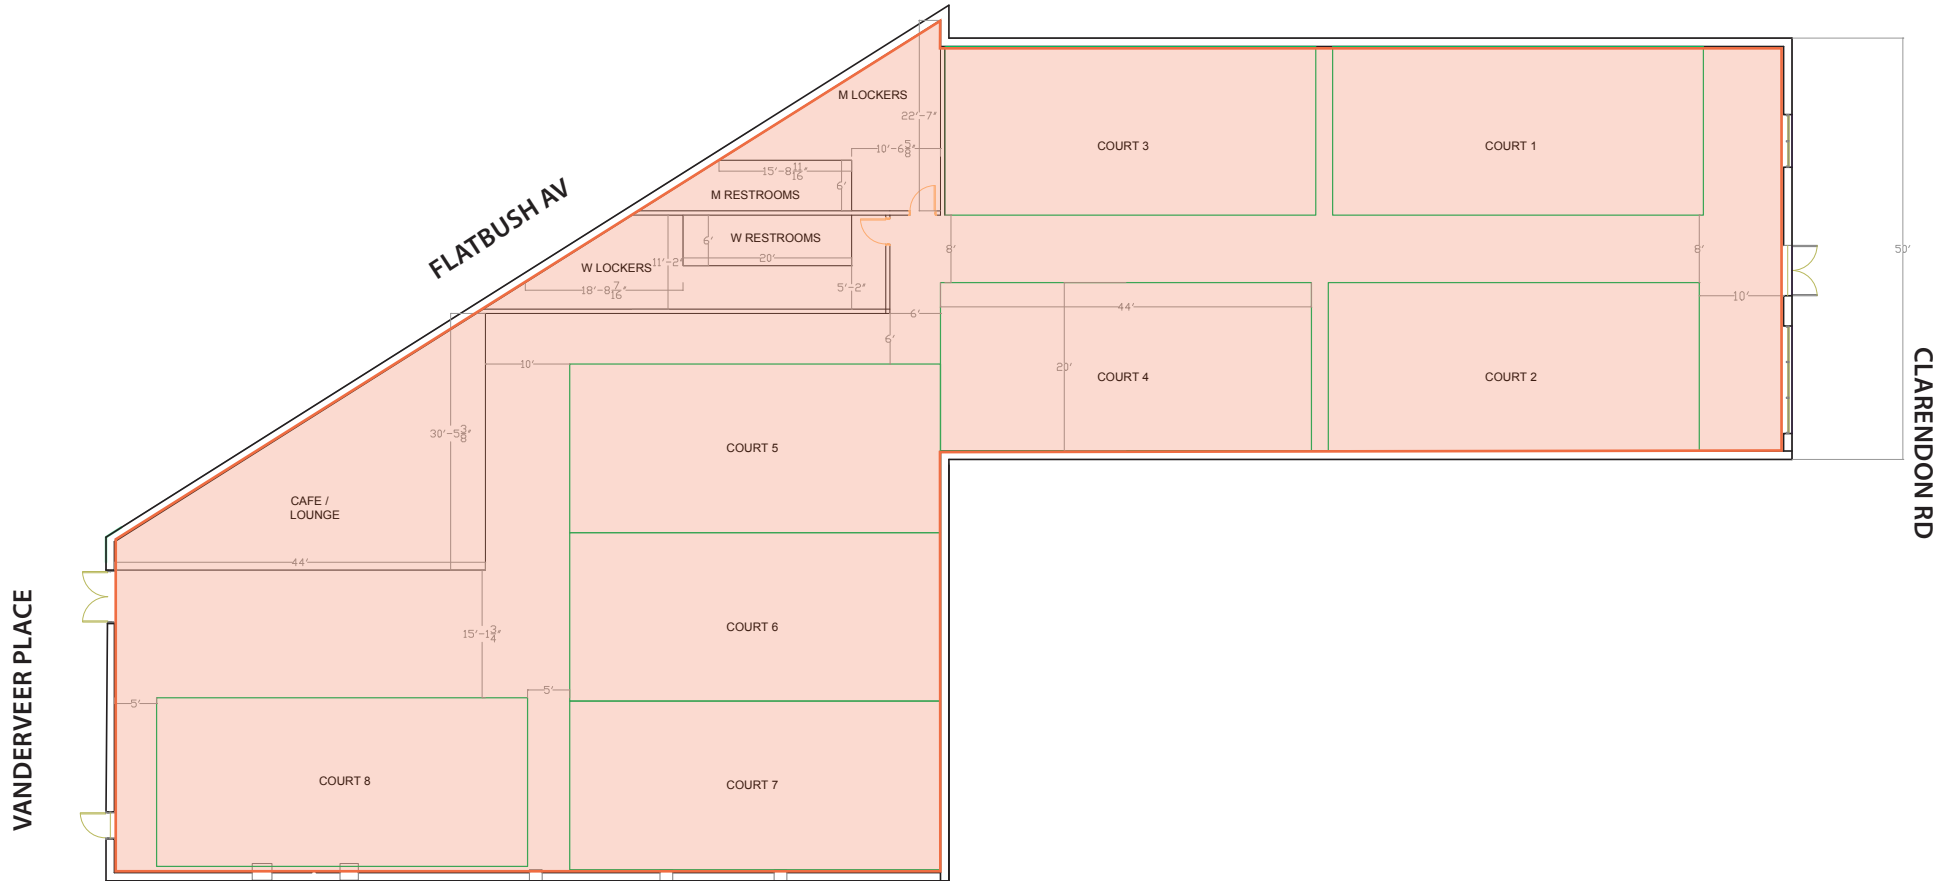 M LOCKERS
22'-7"
COURT 3
COURT 1
10'-6 5/8"
15'-8 11/16"
6'
M RESTROOMS
FLATBUSH AV
W RESTROOMS
6'
8'
8'
50'
W LOCKERS
11'-2"
20'
18'-8 7/16"
5'-2"
10'
44'
6'
6'
10'
20'
COURT 4
COURT 2
CLARENDON RD
30'-5 3/8"
COURT 5
CAFE /
LOUNGE
44'
VANDERVEER PLACE
15'-1 3/4"
COURT 6
5'
5'
COURT 8
COURT 7